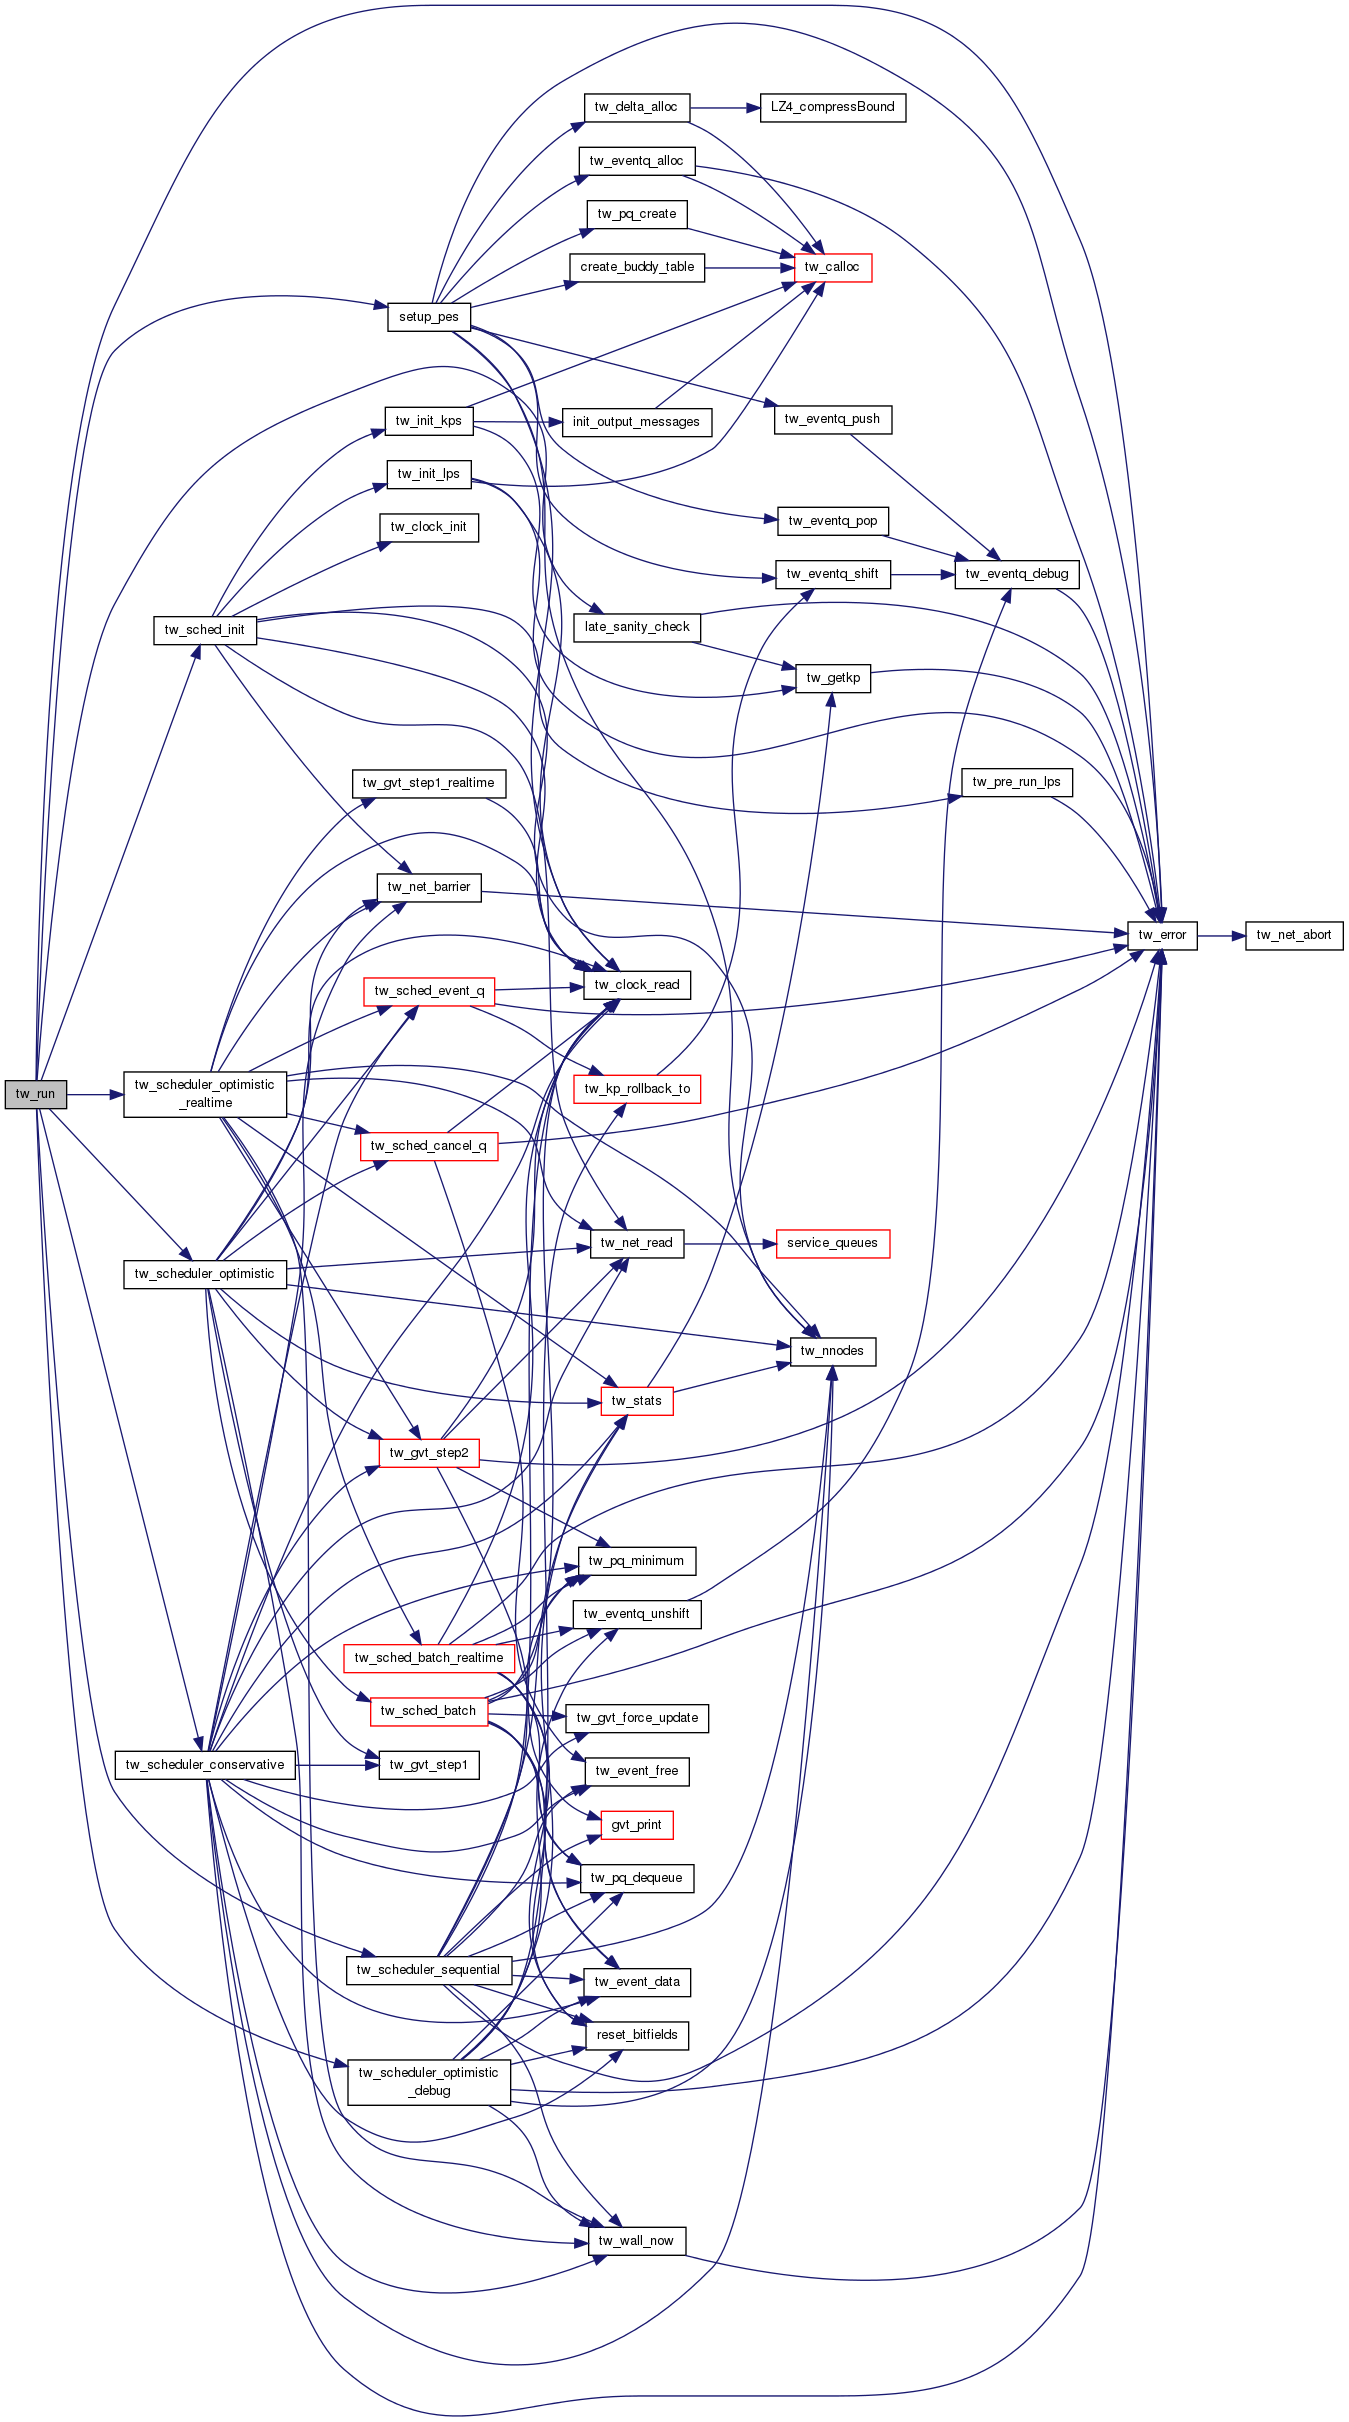 tw_delta_alloc
LZ4_compressBound
tw_eventq_alloc
tw_pq_create
create_buddy_table
tw_calloc
setup_pes
tw_init_kps
init_output_messages
tw_eventq_push
tw_init_lps
tw_clock_init
tw_eventq_pop
tw_eventq_shift
tw_eventq_debug
tw_sched_init
late_sanity_check
tw_getkp
tw_gvt_step1_realtime
tw_pre_run_lps
tw_net_barrier
tw_error
tw_net_abort
tw_sched_event_q
tw_clock_read
tw_run
tw_scheduler_optimistic
_realtime
tw_kp_rollback_to
tw_sched_cancel_q
tw_net_read
service_queues
tw_scheduler_optimistic
tw_nnodes
tw_stats
tw_gvt_step2
tw_pq_minimum
tw_eventq_unshift
tw_sched_batch_realtime
tw_sched_batch
tw_gvt_force_update
tw_scheduler_conservative
tw_gvt_step1
tw_event_free
gvt_print
tw_pq_dequeue
tw_scheduler_sequential
tw_event_data
reset_bitfields
tw_scheduler_optimistic
_debug
tw_wall_now